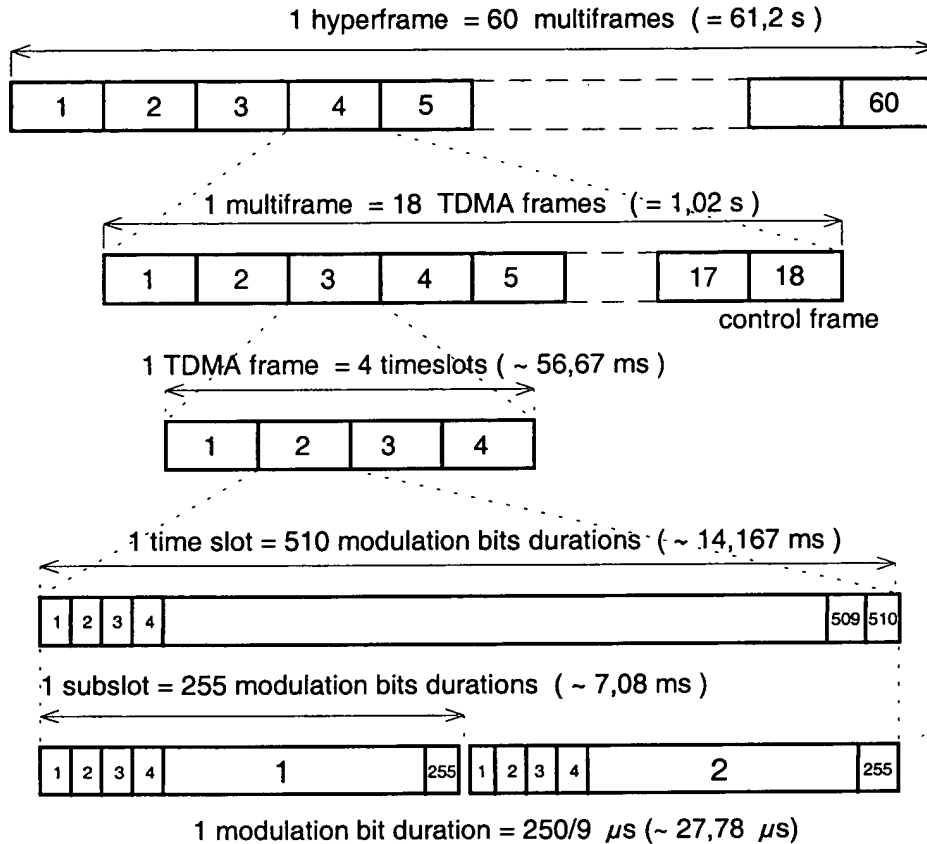 1 hyperframe = 60 multiframes ( = 61,2 s )
1 2 3 4 5 60
1 multiframe = 18 TDMA frames ( = 1,02 s )
1 2 3 4 5 17 18
control frame
1 TDMA frame = 4 timeslots ( ~ 56,67 ms )
1 2 3 4
1 time slot = 510 modulation bits durations ( ~ 14,167 ms )
1 2 3 4 509 510
1 subslot = 255 modulation bits durations ( ~ 7,08 ms )
1 2 3 4 1 255 1 2 3 4 2 255
1 modulation bit duration = 250/9 µs (~ 27,78 µs)